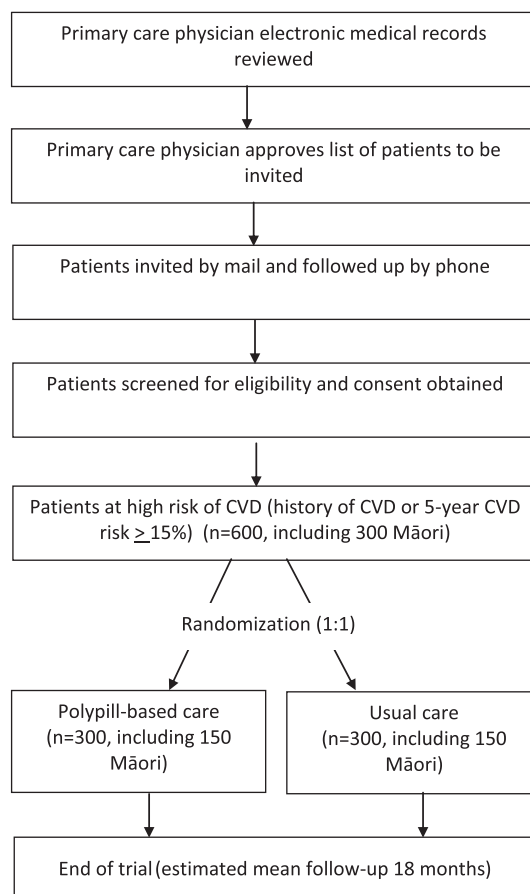 Primary care physician electronic medical records
reviewed
Primary care physician approves list of patients to be
invited
Patients invited by mail and followed up by phone
Patients screened for eligibility and consent obtained
Patients at high risk of CVD (history of CVD or 5-year CVD
risk > 15%) (n=600, including 300 Māori)
Randomization (1:1)
Polypill-based care
(n=300, including 150
Māori)
Usual care
(n=300, including 150
Māori)
End of trial (estimated mean follow-up 18 months)